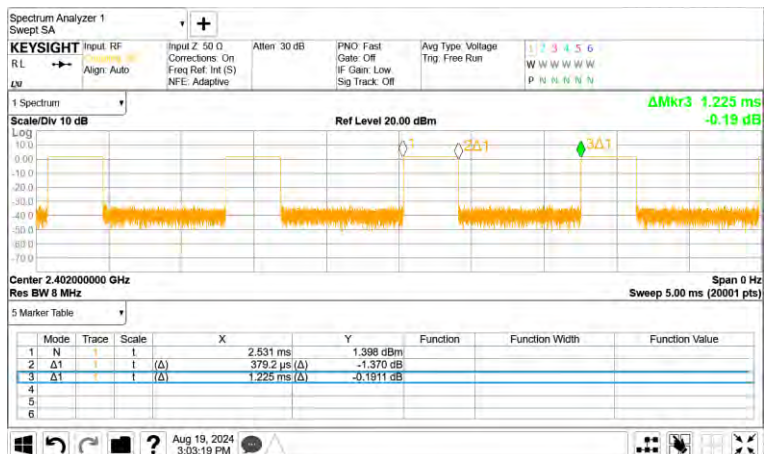 Spectrum Analyzer 1
Swept SA
KEYSIGHT Input: RF Input Z: 50 Ω Atten: 30 dB PNO: Fast Avg Type: Voltage 1 2 3 4 5 6
RL Corrections: On Gate: Off Trig: Free Run W W W W W W
Align: Auto Freq Ref: Int (S) IF Gain: Low
NFE: Adaptive Sig Track: Off P N N N N N
1 Spectrum ΔMkr3 1.225 ms
Scale/Div 10 dB Ref Level 20.00 dBm -0.19 dB
Log
10.0 1 2Δ1 3Δ1
0.00
-10.0
-20.0
-30.0
-40.0
-50.0
-60.0
-70.0
Center 2.402000000 GHz Span 0 Hz
Res BW 8 MHz Sweep 5.00 ms (20001 pts)
5 Marker Table
Mode Trace Scale X Y Function Function Width Function Value
1 N 1 t 2.531 ms 1.398 dBm
2 Δ1 1 t (Δ) 379.2 µs (Δ) -1.370 dB
3 Δ1 1 t (Δ) 1.225 ms (Δ) -0.1911 dB
4
5
6
? Aug 19, 2024
3:03:19 PM